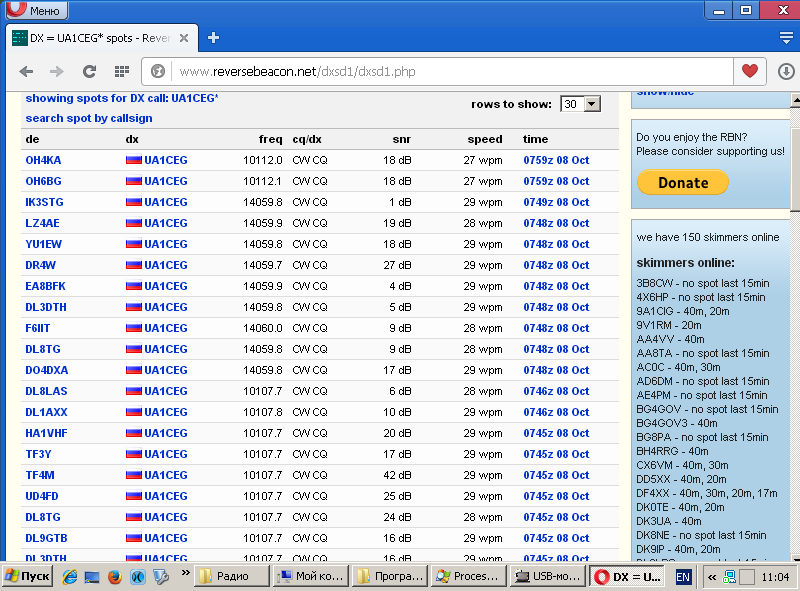 Меню
DX = UA1CEG* spots - Rever
www.reversebeacon.net/dxsd1/dxsd1.php
showing spots for DX call: UA1CEG*
search spot by callsign
rows to show: 30
de dx freq cq/dx snr speed time
OH4KA UA1CEG 10112.0 CW CQ 18 dB 27 wpm 0759z 08 Oct
OH6BG UA1CEG 10112.1 CW CQ 18 dB 27 wpm 0759z 08 Oct
IK3STG UA1CEG 14059.9 CW CQ 1 dB 29 wpm 0749z 08 Oct
LZ4AE UA1CEG 14059.9 CW CQ 19 dB 28 wpm 0748z 08 Oct
YU1EW UA1CEG 14059.8 CW CQ 18 dB 29 wpm 0748z 08 Oct
DR4W UA1CEG 14059.7 CW CQ 27 dB 29 wpm 0748z 08 Oct
EA8BFK UA1CEG 14059.9 CW CQ 4 dB 29 wpm 0748z 08 Oct
DL3DTH UA1CEG 14059.8 CW CQ 5 dB 29 wpm 0748z 08 Oct
F6IIT UA1CEG 14060.0 CW CQ 9 dB 28 wpm 0748z 08 Oct
DL8TG UA1CEG 14059.8 CW CQ 9 dB 28 wpm 0748z 08 Oct
DO4DXA UA1CEG 14059.8 CW CQ 17 dB 29 wpm 0748z 08 Oct
DL8LAS UA1CEG 10107.7 CW CQ 6 dB 28 wpm 0746z 08 Oct
DL1AXX UA1CEG 10107.8 CW CQ 10 dB 29 wpm 0746z 08 Oct
HA1VHF UA1CEG 10107.7 CW CQ 20 dB 29 wpm 0745z 08 Oct
TF3Y UA1CEG 10107.7 CW CQ 17 dB 29 wpm 0745z 08 Oct
TF4M UA1CEG 10107.7 CW CQ 42 dB 29 wpm 0745z 08 Oct
UD4FD UA1CEG 10107.7 CW CQ 25 dB 29 wpm 0745z 08 Oct
DL8TG UA1CEG 10107.7 CW CQ 24 dB 28 wpm 0745z 08 Oct
DL9GTB UA1CEG 10107.7 CW CQ 16 dB 29 wpm 0745z 08 Oct
DL3DTH UA1CEG 10107.7 CW CQ 16 dB 29 wpm 0745z 08 Oct
show/hide
Do you enjoy the RBN?
Please consider supporting us!
Donate
we have 150 skimmers online
skimmers online:
3B8CW - no spot last 15min
4X6HP - no spot last 15min
9A1CIG - 40m, 20m
9V1RM - 20m
AA4VV - 40m
AA8TA - no spot last 15min
AC0C - 40m, 30m
AD6DM - no spot last 15min
AE4PM - no spot last 15min
BG4GOV - no spot last 15min
BG4GOV3 - 40m
BG8PA - no spot last 15min
BH4RRG - 40m
CX6VM - 40m, 30m
DD5XX - 40m, 20m
DF4XX - 40m, 30m, 20m, 17m
DK0TE - 40m, 20m
DK3UA - 40m
DK8NE - no spot last 15min
DK9IP - 40m, 20m
Пуск
Радио
Мой ко...
Програ...
Proces...
USB-мо...
DX = U...
EN
11:04